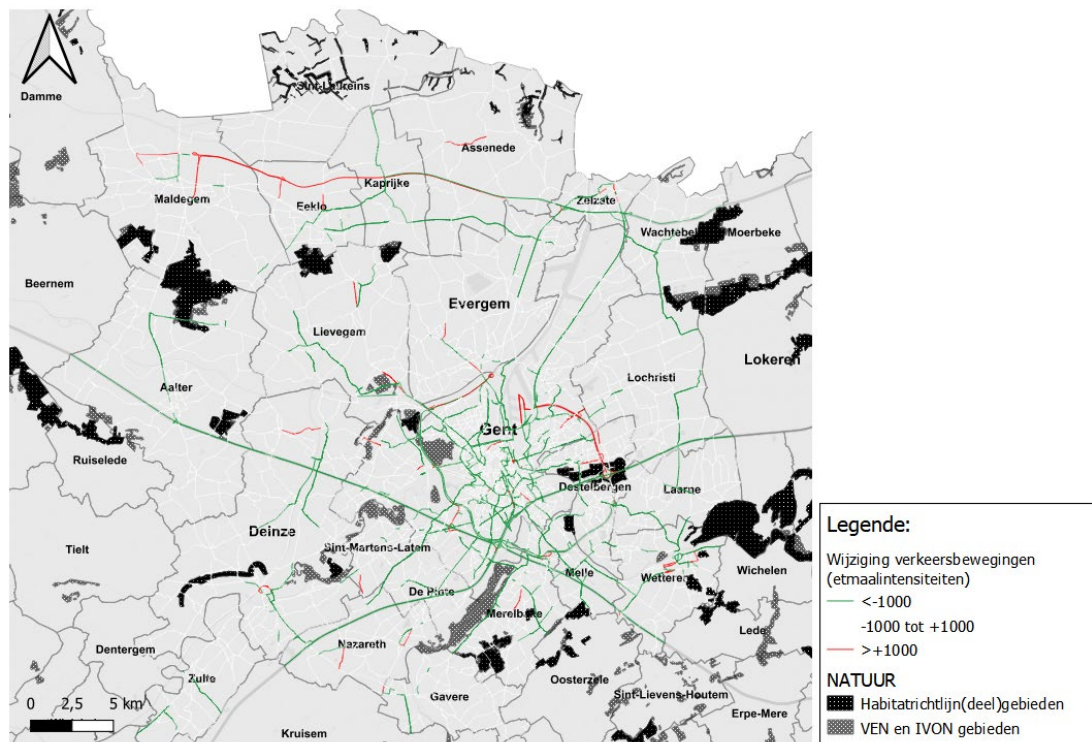 Damme
Sint-Laureins
Assenede
Maldegem
Eeklo
Kaprijke
Zelzate
Wachtebe
Moerbeke
Beernem
Evergem
Lievegem
Lokeren
Aalter
Lochristi
Gent
Ruiselede
Destelbergen
Laarne
Deinze
Tielt
Sint-Martens-Latem
Melle
Wetteren
Wichelen
De Pinte
Merelbeke
Lede
Dentergem
Nazareth
Zulte
Oosterzele
Gavere
Sint-Lievens-Houtem
Erpe-Mere
Kruisem
0 2,5 5 km
Legende:
Wijziging verkeersbewegingen
(etmaalintensiteiten)
<-1000
-1000 tot +1000
>+1000
NATUUR
Habitatrichtlijn(deel)gebieden
VEN en IVON gebieden